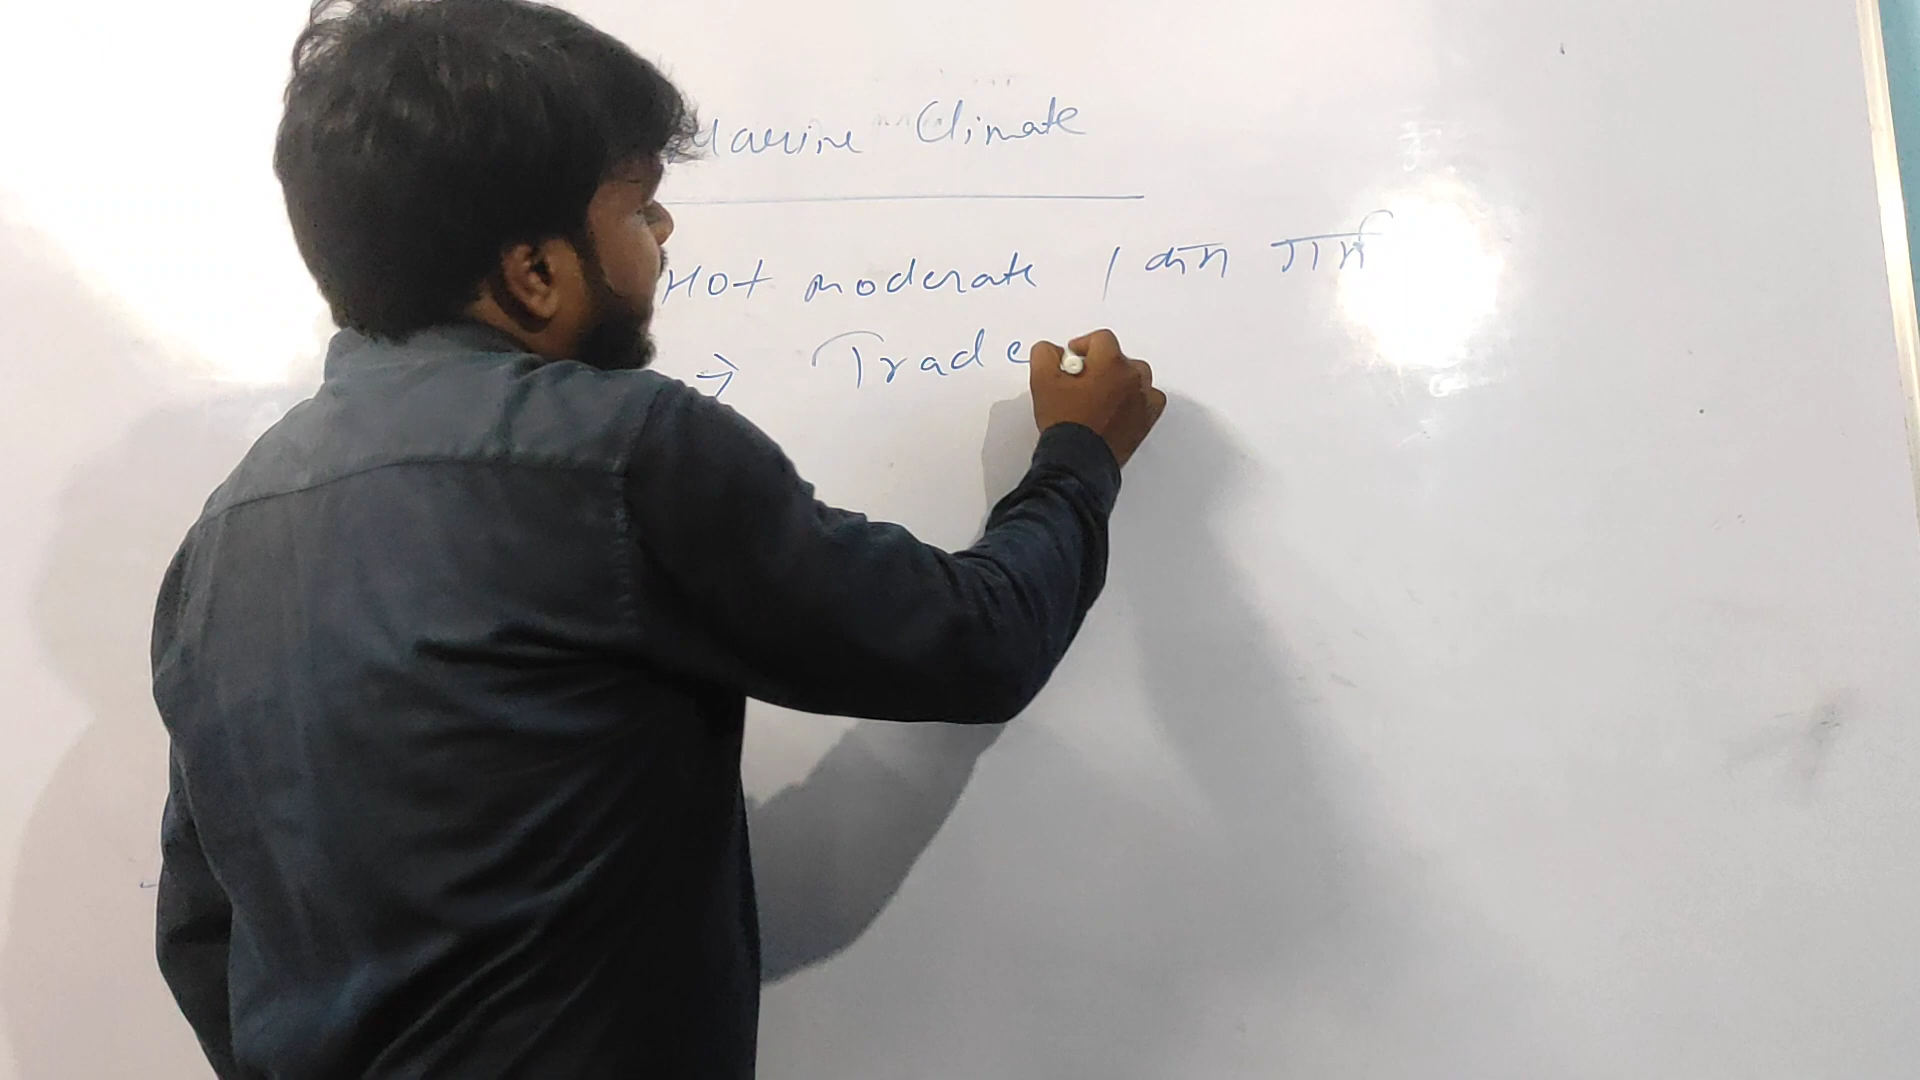 Marine Climate
Hot moderate / कम गर्म
→ Trade